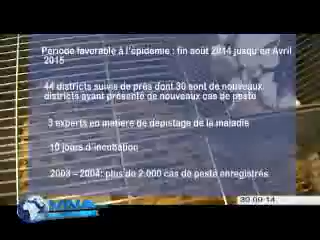 Période favorable à l'épidémie : fin août 2014 jusqu'en Avril
2015
44 districts suivis de près dont 30 sont de nouveaux
districts ayant présenté de nouveaux cas de peste
3 experts en matière de dépistage de la maladie
10 jours d'incubation
2003 – 2004: plus de 2.000 cas de peste enregistrés
30.09.14